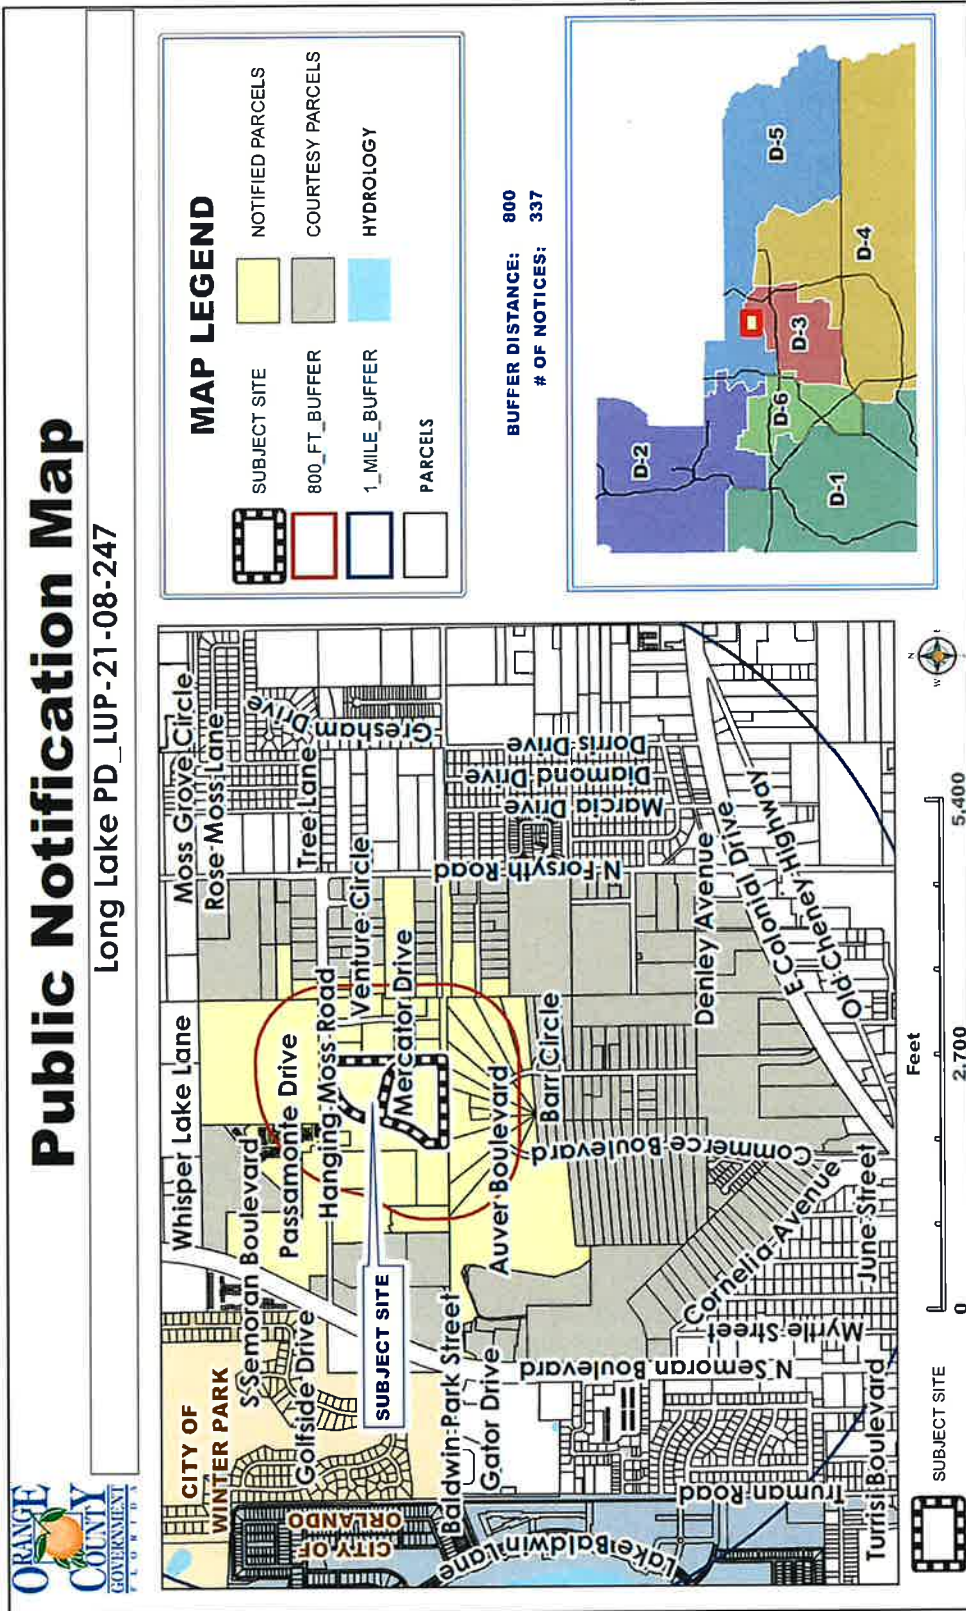 ORANGE
COUNTY
GOVERNMENT
FLORIDA
Public Notification Map
Long Lake PD_LUP-21-08-247
CITY OF
WINTER PARK
CITY OF
ORLANDO
Whisper Lake Lane
S Semoran Boulevard
Passamonte Drive
Golfside Drive
Hanging Moss Road
Moss Grove Circle
Rose Moss Lane
Tree Lane
Gresham Drive
Venture Circle
Mercator Drive
SUBJECT SITE
Baldwin Park Street
Gator Drive
Auver Boulevard
Barr Circle
N Forsyth Road
Marcia Drive
Diamond Drive
Dorris Drive
N Semoran Boulevard
Commerce Boulevard
Lake Baldwin Lane
Truman Road
Cornelia Avenue
Myrtle Street
June Street
Turrisi Boulevard
Denley Avenue
E Colonial Drive
Old Cheney Highway
MAP LEGEND
SUBJECT SITE
NOTIFIED PARCELS
800_FT_BUFFER
COURTESY PARCELS
1_MILE_BUFFER
HYDROLOGY
PARCELS
BUFFER DISTANCE: 800
# OF NOTICES: 337
D-2
D-5
D-6
D-3
D-1
D-4
SUBJECT SITE
Feet
0 2,700 5,400
N
W
E